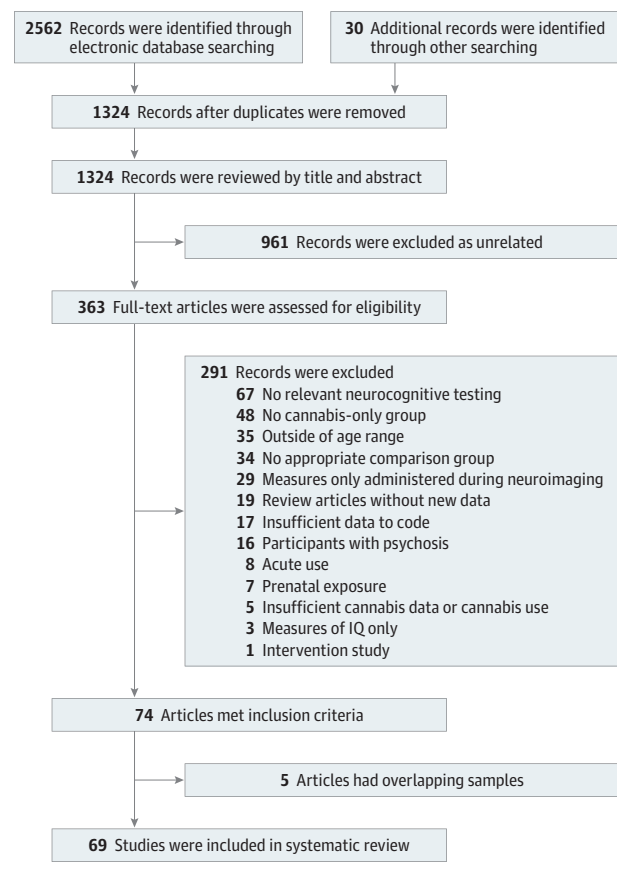 2562 Records were identified through
electronic database searching
30 Additional records were identified
through other searching
1324 Records after duplicates were removed
1324 Records were reviewed by title and abstract
961 Records were excluded as unrelated
363 Full-text articles were assessed for eligibility
291 Records were excluded
67 No relevant neurocognitive testing
48 No cannabis-only group
35 Outside of age range
34 No appropriate comparison group
29 Measures only administered during neuroimaging
19 Review articles without new data
17 Insufficient data to code
16 Participants with psychosis
8 Acute use
7 Prenatal exposure
5 Insufficient cannabis data or cannabis use
3 Measures of IQ only
1 Intervention study
74 Articles met inclusion criteria
5 Articles had overlapping samples
69 Studies were included in systematic review